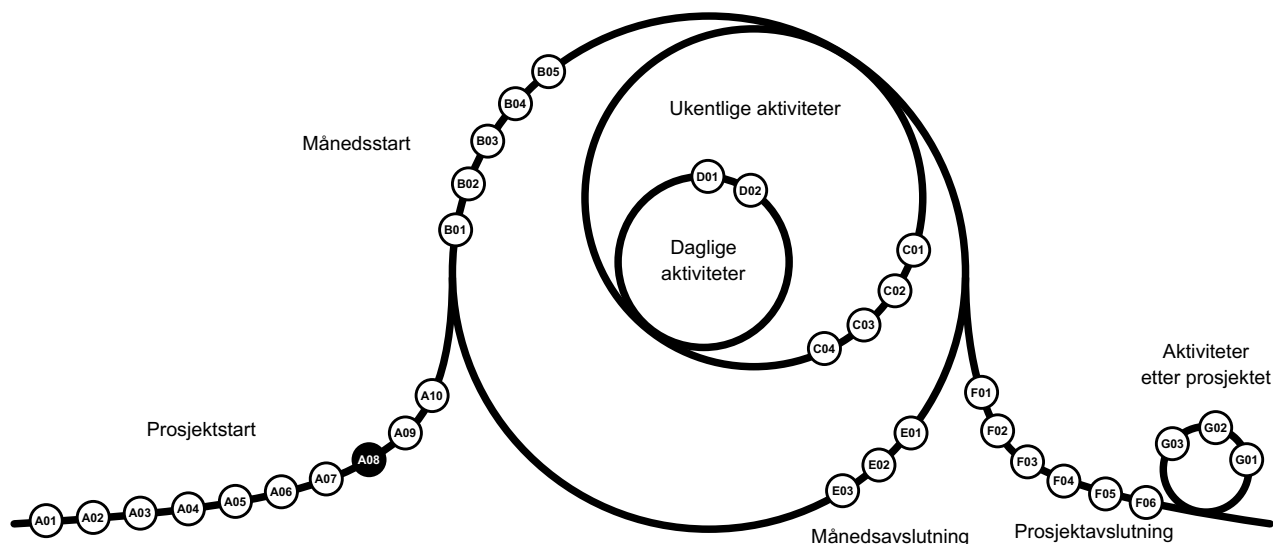 B05
B04
B03
B02
B01
Månedsstart
Ukentlige aktiviteter
D01
D02
Daglige
aktiviteter
C01
C02
C03
C04
Prosjektstart
A01
A02
A03
A04
A05
A06
A07
A08
A09
A10
E01
E02
E03
Månedsavslutning
F01
F02
F03
F04
F05
F06
Prosjektavslutning
Aktiviteter
etter prosjektet
G03
G02
G01